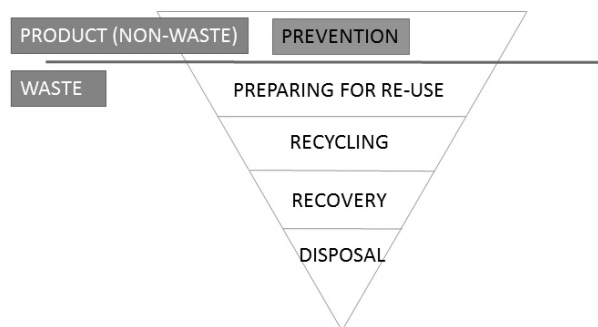 PRODUCT (NON-WASTE) PREVENTION
WASTE
PREPARING FOR RE-USE
RECYCLING
RECOVERY
DISPOSAL